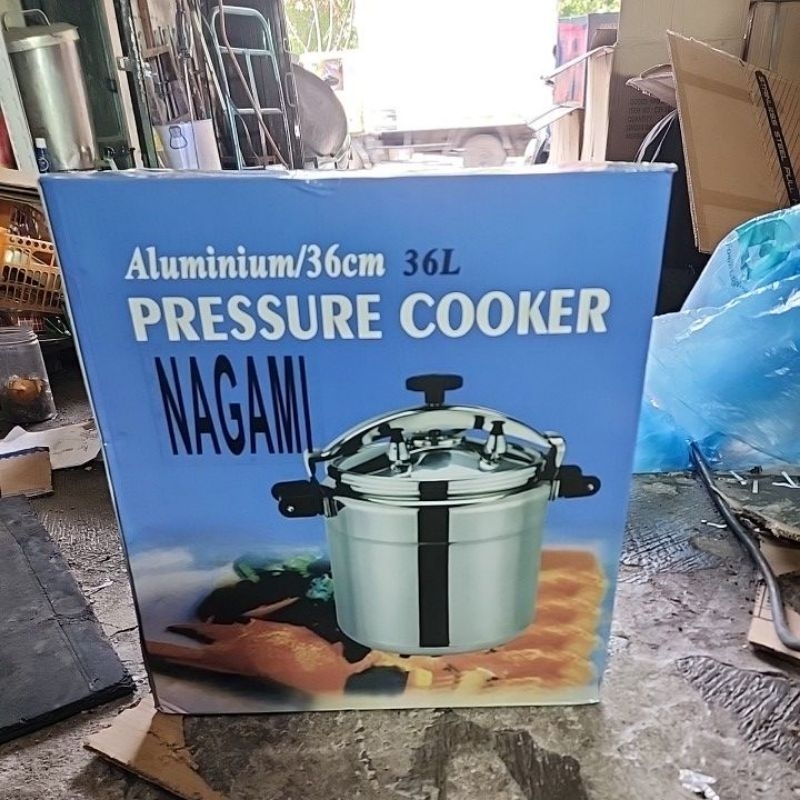 Aluminium/36cm 36L
PRESSURE COOKER
NAGAMI